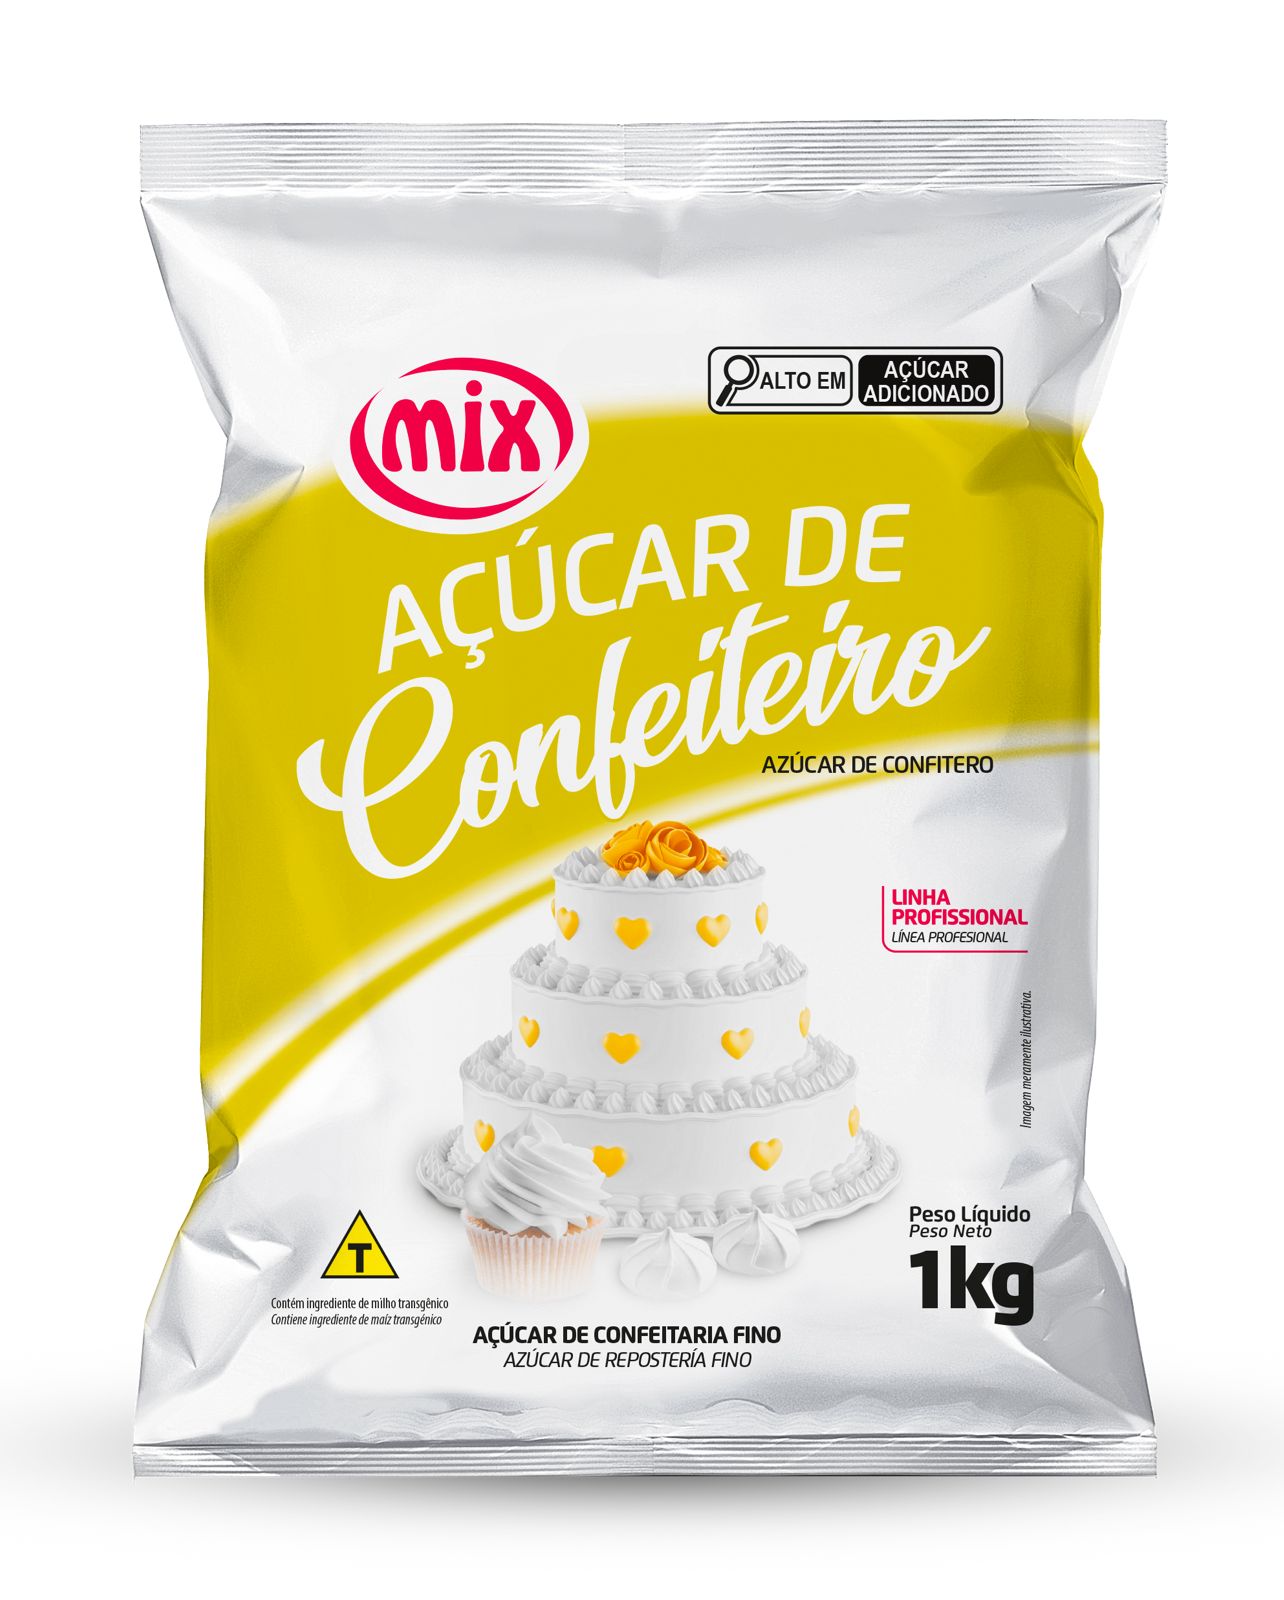 mix
ALTO EM
AÇÚCAR
ADICIONADO
AÇÚCAR DE
Confeiteiro
AZÚCAR DE CONFITERO
LINHA
PROFISSIONAL
LÍNEA PROFESIONAL
Imagem meramente ilustrativa.
Peso Líquido
Peso Neto
1kg
T
Contém ingrediente de milho transgênico
Contiene ingrediente de maíz transgénico
AÇÚCAR DE CONFEITARIA FINO
AZÚCAR DE REPOSTERÍA FINO